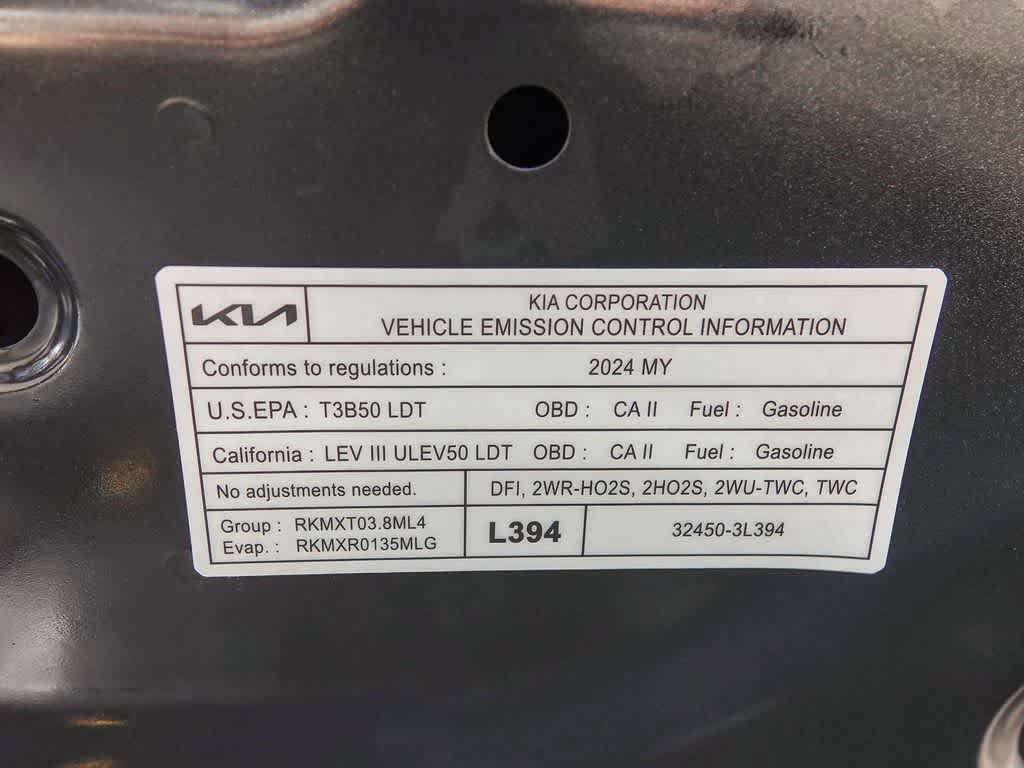 KIA
KIA CORPORATION
VEHICLE EMISSION CONTROL INFORMATION
Conforms to regulations : 2024 MY
U.S.EPA : T3B50 LDT OBD : CA II Fuel : Gasoline
California : LEV III ULEV50 LDT OBD : CA II Fuel : Gasoline
No adjustments needed. DFI, 2WR-HO2S, 2HO2S, 2WU-TWC, TWC
Group : RKMXT03.8ML4
Evap. : RKMXR0135MLG
L394
32450-3L394